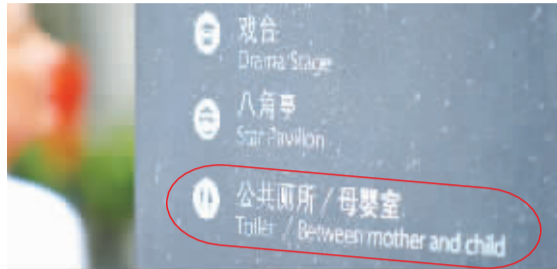 戏台
Drama Stage
八角亭
Star Pavilion
公共厕所 / 母婴室
Toilet / Between mother and child